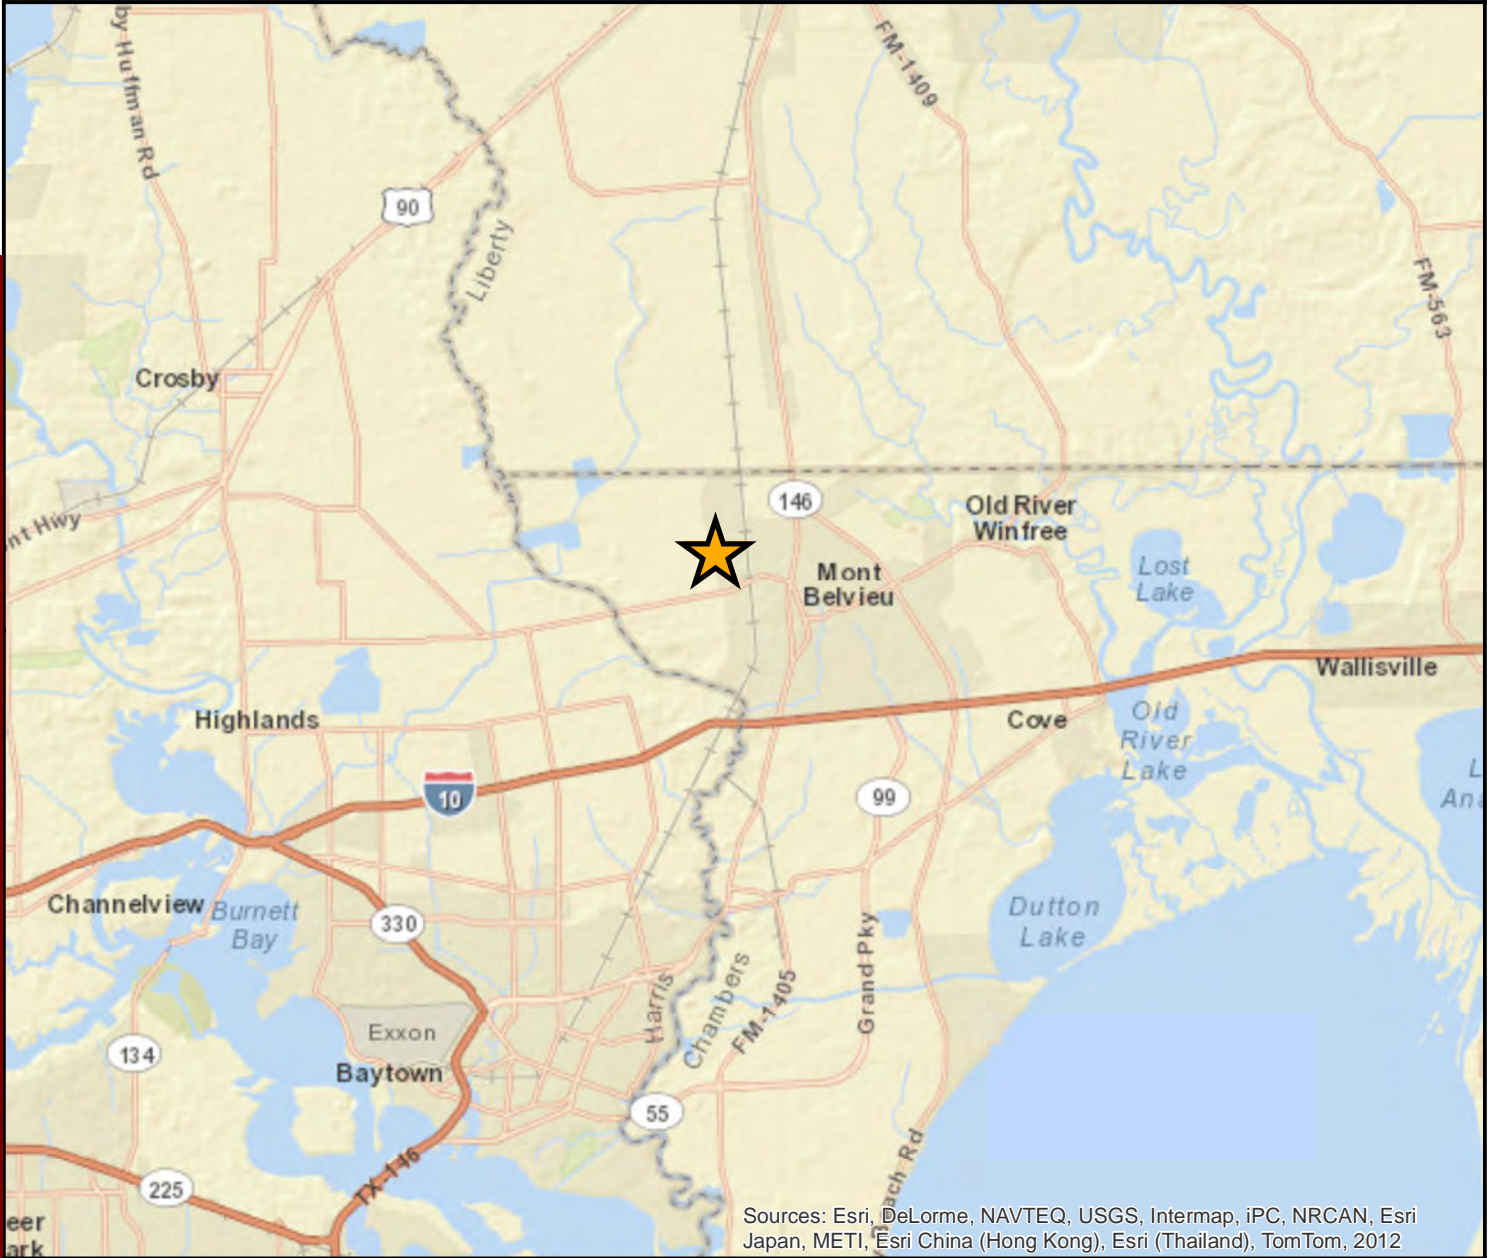 by Huffman Rd
FM-1409
90
Liberty
FM-563
Crosby
nt Hwy
146
Old River
Winfree
Mont
Belvieu
Lost
Lake
Wallisville
Highlands
Cove
Old
River
Lake
L
Ana
10
99
Channelview
Burnett
Bay
330
Dutton
Lake
Grand Pky
Harris
Chambers
FM-1405
Exxon
134
Baytown
55
TX-146
225
ach Rd
eer
ark
Sources: Esri, DeLorme, NAVTEQ, USGS, Intermap, iPC, NRCAN, Esri
Japan, METI, Esri China (Hong Kong), Esri (Thailand), TomTom, 2012